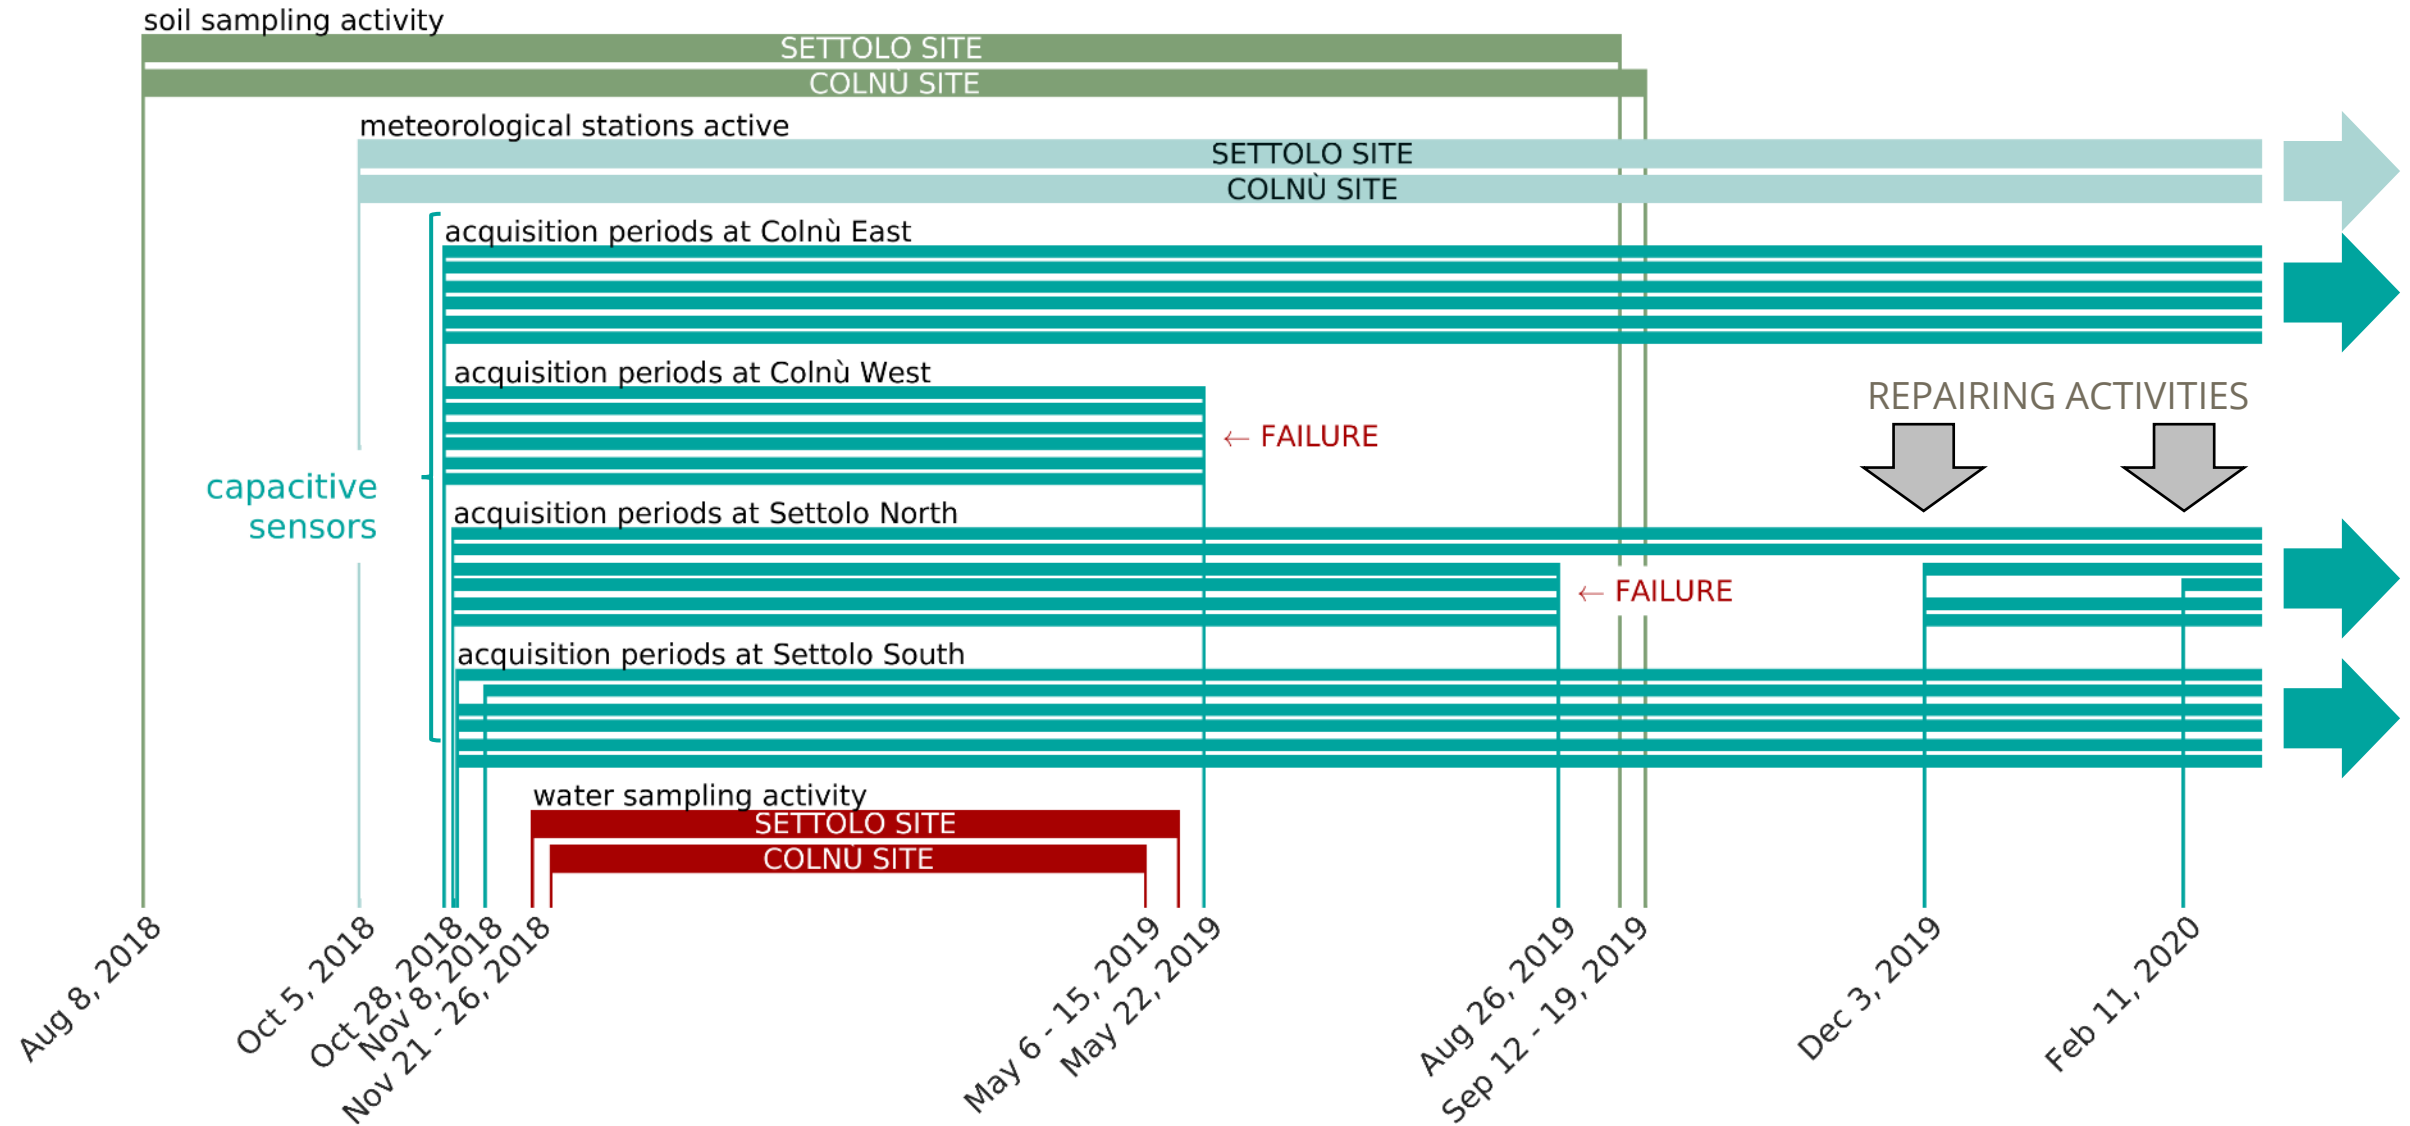 soil sampling activity
SETTOLO SITE
COLNÙ SITE
meteorological stations active
SETTOLO SITE
COLNÙ SITE
acquisition periods at Colnù East
acquisition periods at Colnù West
REPAIRING ACTIVITIES
← FAILURE
capacitive
sensors
acquisition periods at Settolo North
← FAILURE
acquisition periods at Settolo South
water sampling activity
SETTOLO SITE
COLNÙ SITE
Aug 8, 2018
Oct 5, 2018
Oct 28, 2018
Nov 8, 2018
Nov 21 - 26, 2018
May 6 - 15, 2019
May 22, 2019
Aug 26, 2019
Sep 12 - 19, 2019
Dec 3, 2019
Feb 11, 2020